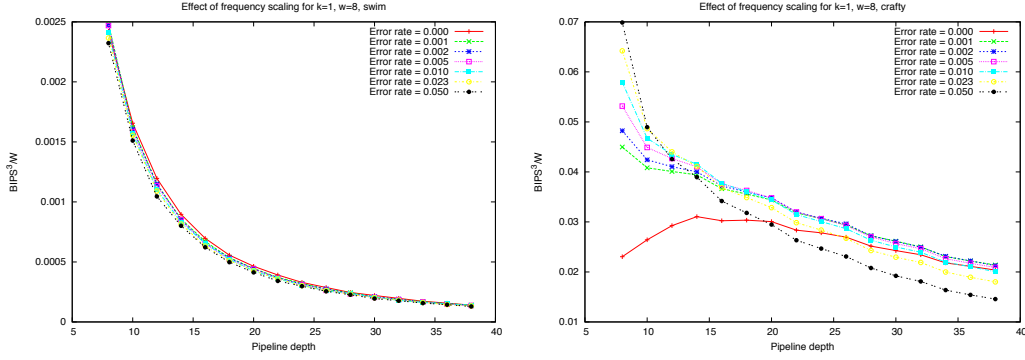 Effect of frequency scaling for k=1, w=8, swim
0.0025
0.002
0.0015
0.001
0.0005
0
BIPS³/W
Error rate = 0.000
Error rate = 0.001
Error rate = 0.002
Error rate = 0.005
Error rate = 0.010
Error rate = 0.023
Error rate = 0.050
5 10 15 20 25 30 35 40
Pipeline depth
Effect of frequency scaling for k=1, w=8, crafty
0.07
0.06
0.05
0.04
0.03
0.02
0.01
BIPS³/W
Error rate = 0.000
Error rate = 0.001
Error rate = 0.002
Error rate = 0.005
Error rate = 0.010
Error rate = 0.023
Error rate = 0.050
5 10 15 20 25 30 35 40
Pipeline depth